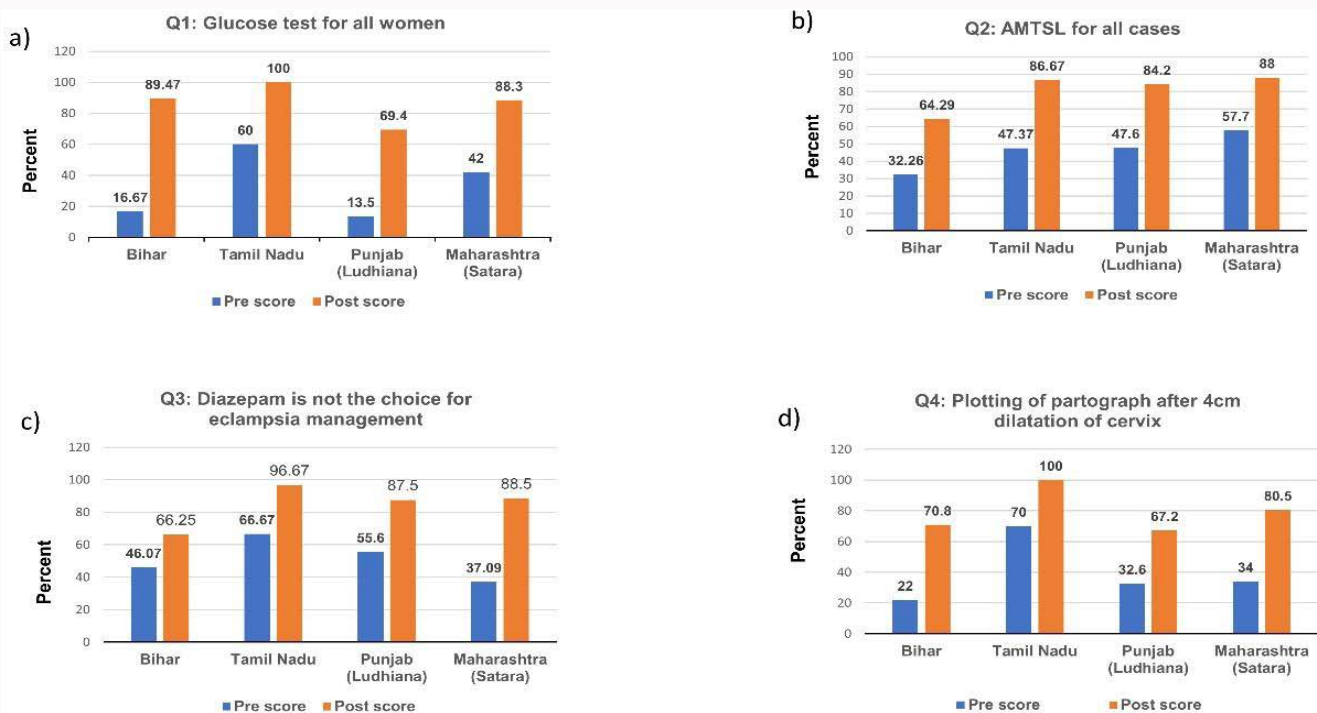 a)
Q1: Glucose test for all women
120
100
80
60
40
20
0
Percent
16.67
89.47
60
100
13.5
69.4
42
88.3
Bihar
Tamil Nadu
Punjab
(Ludhiana)
Maharashtra
(Satara)
Pre score
Post score
b)
Q2: AMTSL for all cases
100
90
80
70
60
50
40
30
20
10
0
Percent
32.26
64.29
47.37
86.67
47.6
84.2
57.7
88
Bihar
Tamil Nadu
Punjab
(Ludhiana)
Maharashtra
(Satara)
Pre score
Post score
c)
Q3: Diazepam is not the choice for
eclampsia management
120
100
80
60
40
20
0
Percent
46.07
66.25
66.67
96.67
55.6
87.5
37.09
88.5
Bihar
Tamil Nadu
Punjab
(Ludhiana)
Maharashtra
(Satara)
Pre score
Post score
d)
Q4: Plotting of partograph after 4cm
dilatation of cervix
120
100
80
60
40
20
0
Percent
22
70.8
70
100
32.6
67.2
34
80.5
Bihar
Tamil Nadu
Punjab
(Ludhiana)
Maharashtra
(Satara)
Pre score
Post score